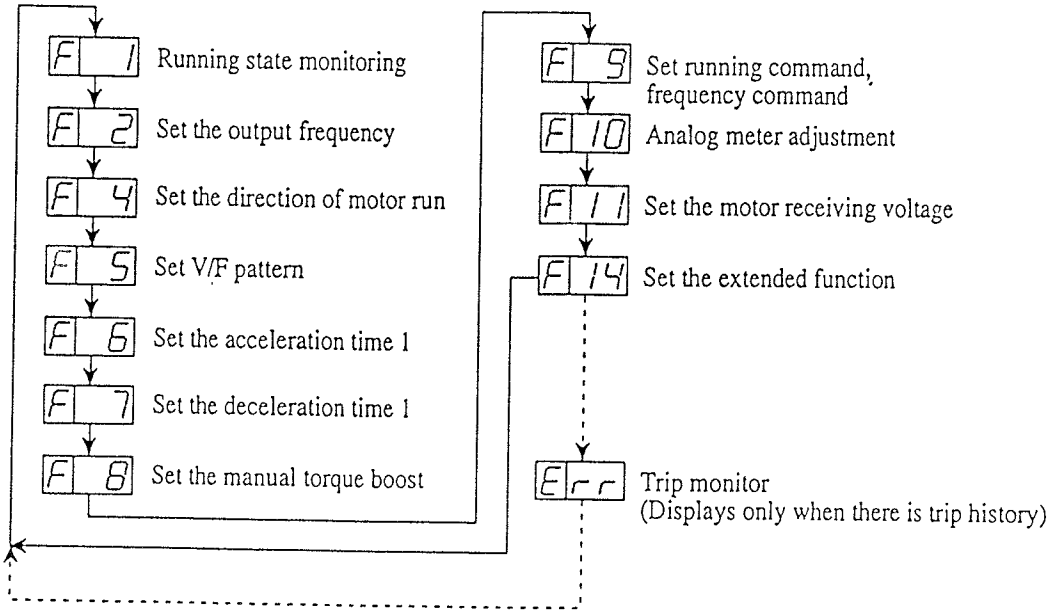 F 1 Running state monitoring
F 2 Set the output frequency
F 4 Set the direction of motor run
F 5 Set V/F pattern
F 6 Set the acceleration time 1
F 7 Set the deceleration time 1
F 8 Set the manual torque boost
F 9 Set running command,
frequency command
F 10 Analog meter adjustment
F 11 Set the motor receiving voltage
F 14 Set the extended function
Err Trip monitor
(Displays only when there is trip history)